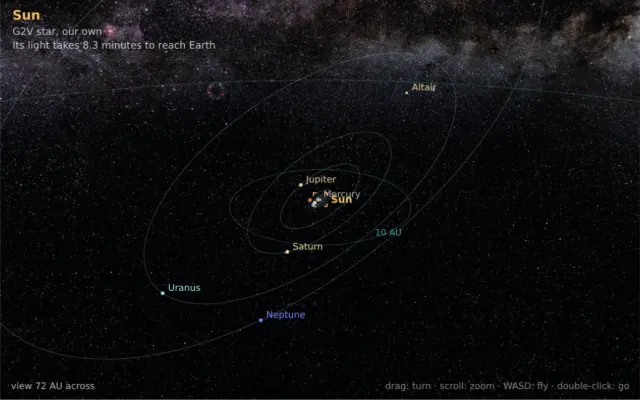 Sun
G2V star, our own
Its light takes 8.3 minutes to reach Earth
Altair
Jupiter
Mercury
Sun
10 AU
Saturn
Uranus
Neptune
view 72 AU across
drag: turn · scroll: zoom · WASD: fly · double-click: go